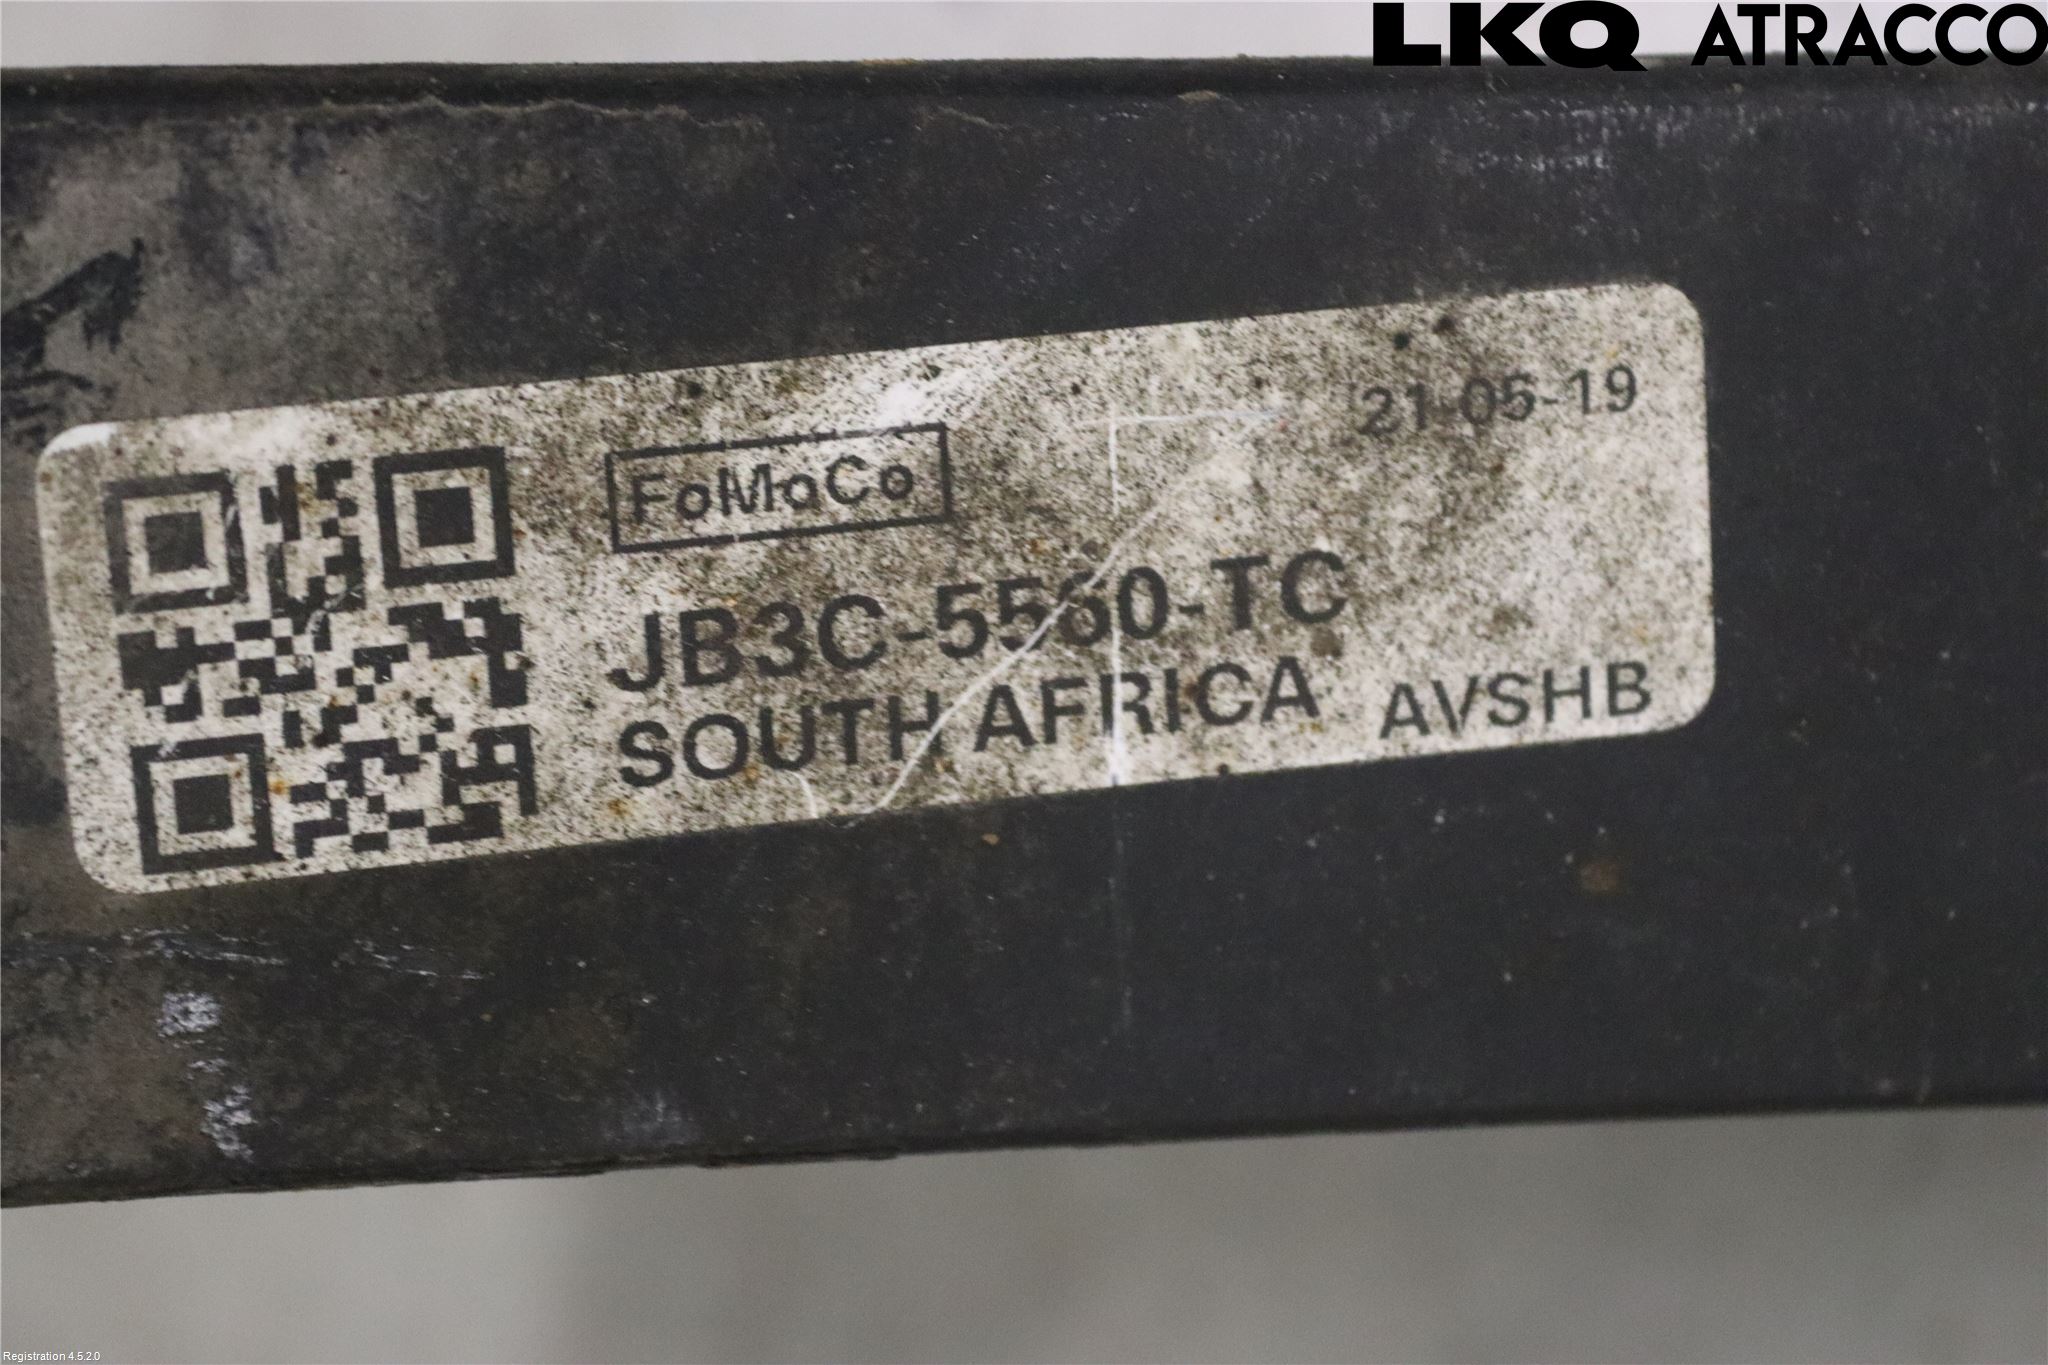 LKQ ATRACCO
21-05-19
FoMoCo
JB3C-5560-TC
SOUTH AFRICA AVSHB
Registration 4.5.2.0